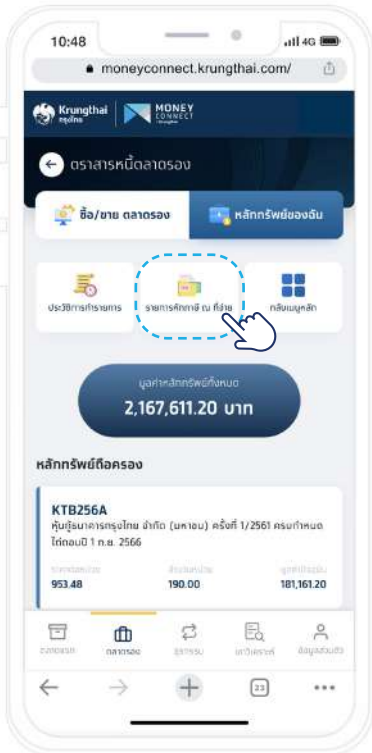 10:48
4G
moneyconnect.krungthai.com/
Krungthai
กรุงไทย
MONEY
CONNECT
ตราสารหนี้ตลาดรอง
ซื้อ/ขาย ตลาดรอง
หลักทรัพย์ของฉัน
ประวัติการทำรายการ
รายการหักภาษี ณ ที่จ่าย
กลับเมนูหลัก
มูลค่าหลักทรัพย์ทั้งหมด
2,167,611.20 บาท
หลักทรัพย์ถือครอง
KTB256A
หุ้นกู้ธนาคารกรุงไทย จำกัด (มหาชน) ครั้งที่ 1/2561 ครบกำหนด
ไถ่ถอนปี 1 ก.ย. 2566
953.48
190.00
181,161.20
ตลาดแรก
ตลาดรอง
ธุรกรรม
บทวิเคราะห์
ข้อมูลส่วนตัว
23